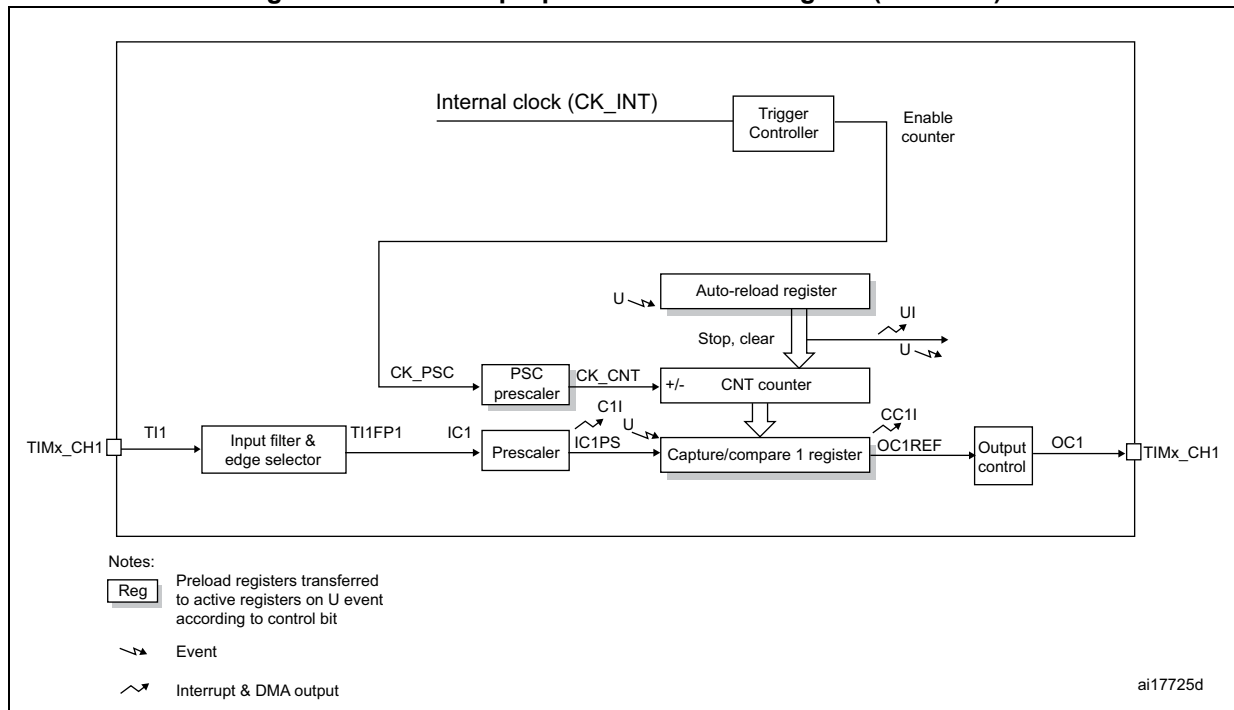 Internal clock (CK_INT)
Trigger
Controller
Enable
counter
U
Auto-reload register
UI
Stop, clear
U
CK_PSC
PSC
prescaler
CK_CNT
+/-
CNT counter
TIMx_CH1
TI1
Input filter &
edge selector
TI1FP1
IC1
Prescaler
C1I
IC1PS
U
Capture/compare 1 register
CC1I
OC1REF
Output
control
OC1
TIMx_CH1
Notes:
Reg
Preload registers transferred
to active registers on U event
according to control bit
Event
Interrupt & DMA output
ai17725d